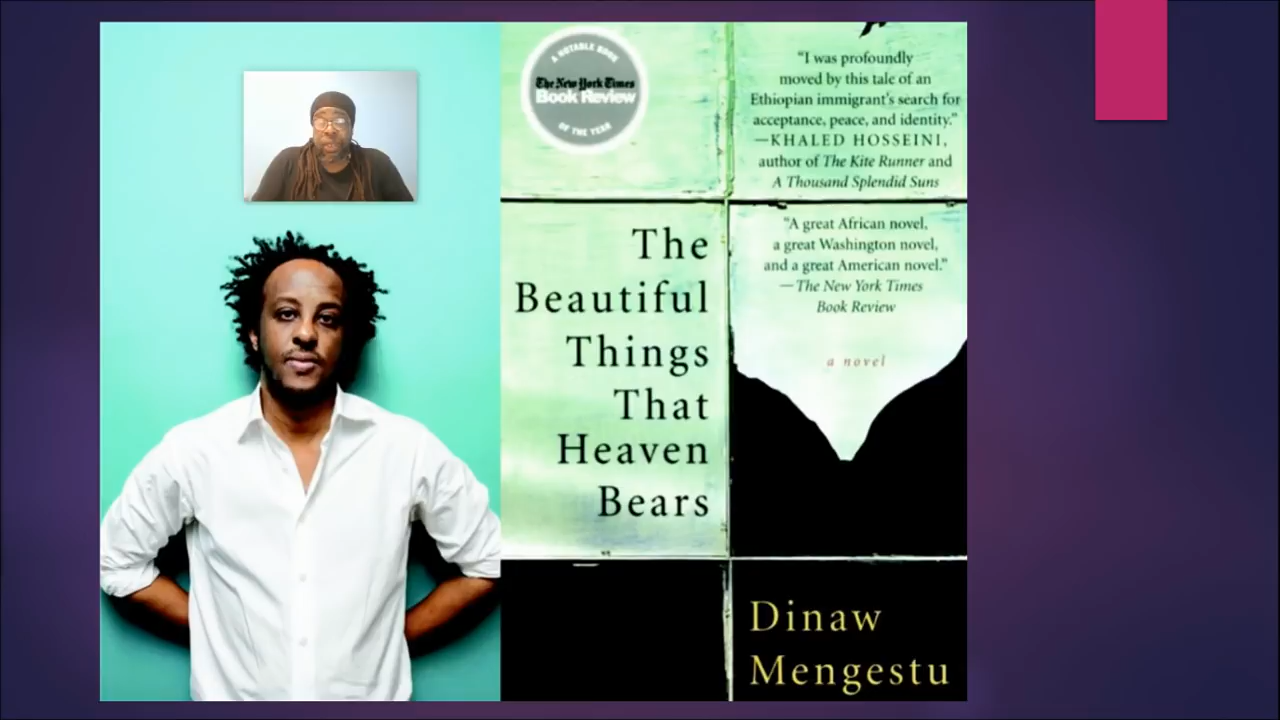 A NOTABLE BOOK
The New York Times
Book Review
OF THE YEAR
"I was profoundly
moved by this tale of an
Ethiopian immigrant's search for
acceptance, peace, and identity."
—KHALED HOSSEINI,
author of The Kite Runner and
A Thousand Splendid Suns
"A great African novel,
a great Washington novel,
and a great American novel."
—The New York Times
Book Review
a novel
The
Beautiful
Things
That
Heaven
Bears
Dinaw
Mengestu